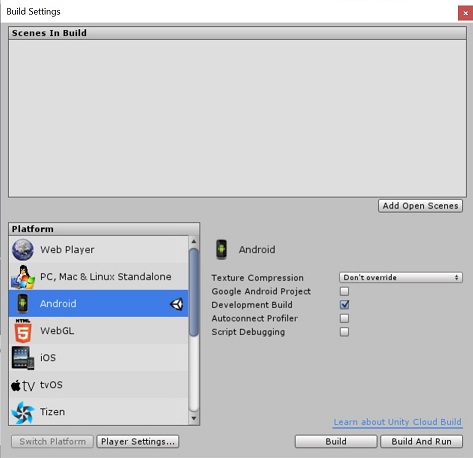 Build Settings
Scenes In Build
Add Open Scenes
Platform
Web Player
PC, Mac & Linux Standalone
Android
HTML
5
WebGL
iOS
tv
tvOS
Tizen
Android
Texture Compression Don't override
Google Android Project
Development Build
Autoconnect Profiler
Script Debugging
Learn about Unity Cloud Build
Switch Platform Player Settings... Build Build And Run